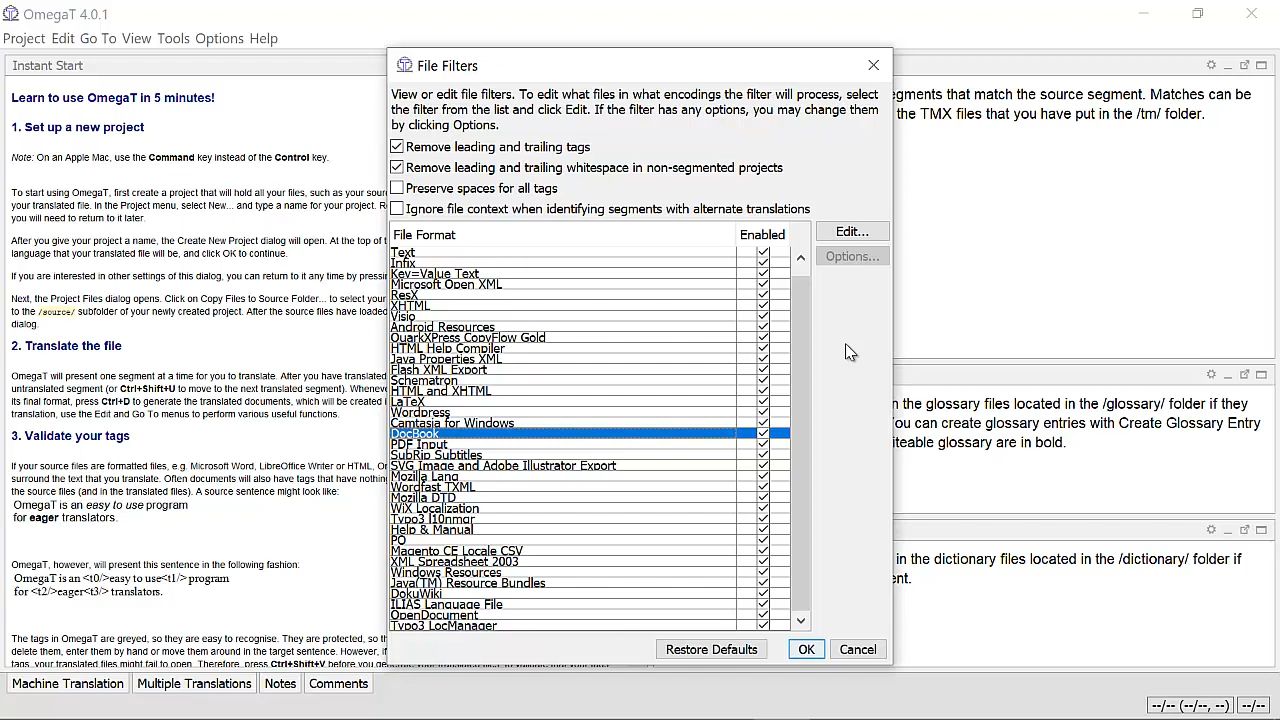 OmegaT 4.0.1
Project Edit Go To View Tools Options Help
Instant Start
Learn to use OmegaT in 5 minutes!
1. Set up a new project
Note: On an Apple Mac, use the Command key instead of the Control key.
To start using OmegaT, first create a project that will hold all your files, such as your sour
your translated file. In the Project menu, select New... and type a name for your project. R
you will need to return to it later.
After you give your project a name, the Create New Project dialog will open. At the top of t
language that your translated file will be, and click OK to continue.
If you are interested in other settings of this dialog, you can return to it any time by pressin
Next, the Project Files dialog opens. Click on Copy Files to Source Folder... to select your
to the /source/ subfolder of your newly created project. After the source files have loaded
dialog.
2. Translate the file
OmegaT will present one segment at a time for you to translate. After you have translated
untranslated segment (or Ctrl+Shift+U to move to the next translated segment). Wheneve
its final format, press Ctrl+D to generate the translated documents, which will be created i
translation, use the Edit and Go To menus to perform various useful functions.
3. Validate your tags
If your source files are formatted files, e.g. Microsoft Word, LibreOffice Writer or HTML, O
surround the text that you translate. Often documents will also have tags that have nothin
the source files (and in the translated files). A source sentence might look like:
OmegaT is an easy to use program
for eager translators.
OmegaT, however, will present this sentence in the following fashion:
OmegaT is an <t0/>easy to use<t1/> program
for <t2/>eager<t3/> translators.
The tags in OmegaT are greyed, so they are easy to recognise. They are protected, so th
delete them, enter them by hand or move them around in the target sentence. However, i
tags, your translated files might fail to open. Therefore, press Ctrl+Shift+V before you generate your translated files, to validate that your tags
File Filters
View or edit file filters. To edit what files in what encodings the filter will process, select
the filter from the list and click Edit. If the filter has any options, you may change them
by clicking Options.
Remove leading and trailing tags
Remove leading and trailing whitespace in non-segmented projects
Preserve spaces for all tags
Ignore file context when identifying segments with alternate translations
File Format Enabled
Text
Infix
Key=Value Text
Microsoft Open XML
ResX
XHTML
Visio
Android Resources
QuarkXPress CopyFlow Gold
HTML Help Compiler
Java Properties XML
Flash XML Export
Schematron
HTML and XHTML
LaTeX
Wordpress
Camtasia for Windows
DocBook
PDF Input
SubRip Subtitles
SVG Image and Adobe Illustrator Export
Mozilla Lang
Wordfast TXML
Mozilla DTD
WiX Localization
Typo3 l10nmgr
Help & Manual
PO
Magento CE Locale CSV
XML Spreadsheet 2003
Windows Resources
Java(TM) Resource Bundles
DokuWiki
ILIAS Language File
OpenDocument
Typo3 LocManager
Edit...
Options...
Restore Defaults OK Cancel
egments that match the source segment. Matches can be
the TMX files that you have put in the /tm/ folder.
n the glossary files located in the /glossary/ folder if they
ou can create glossary entries with Create Glossary Entry
iteable glossary are in bold.
in the dictionary files located in the /dictionary/ folder if
ent.
Machine Translation Multiple Translations Notes Comments
--/-- (--/--, --) --/--